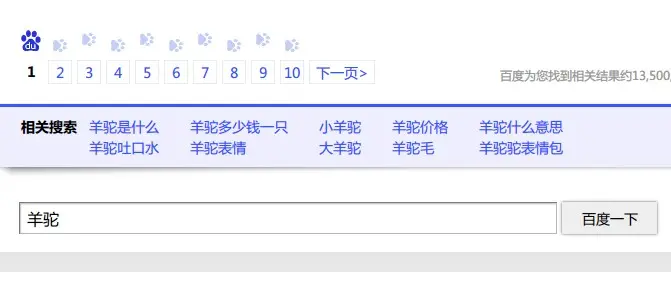 du
1 2 3 4 5 6 7 8 9 10 下一页>
百度为您找到相关结果约13,500,
相关搜索 羊驼是什么 羊驼多少钱一只 小羊驼 羊驼价格 羊驼什么意思
羊驼吐口水 羊驼表情 大羊驼 羊驼毛 羊驼驼表情包
羊驼 百度一下